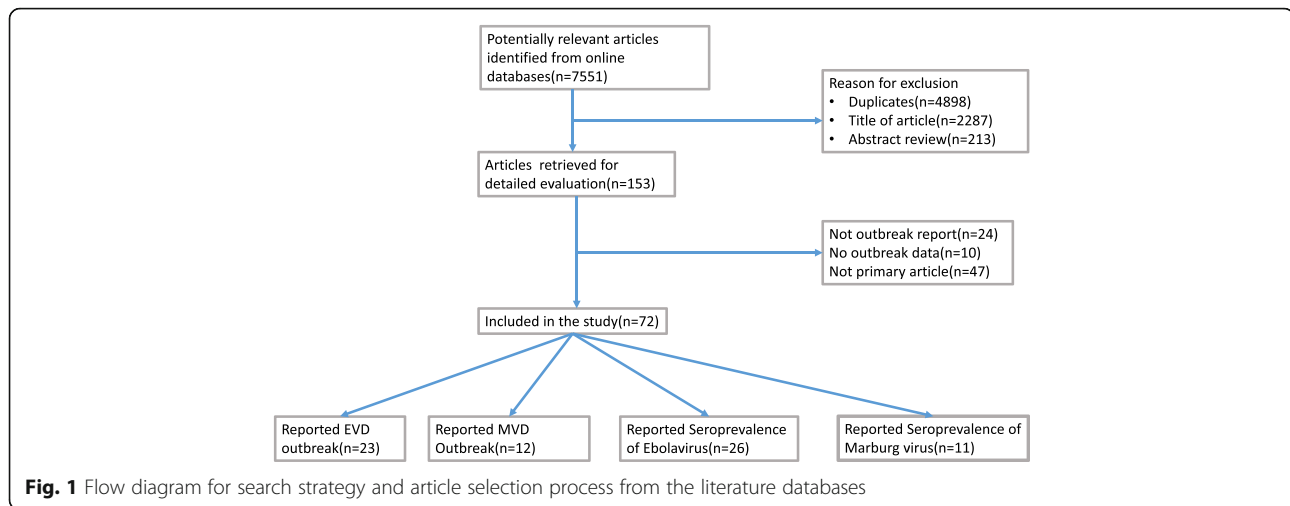 Potentially relevant articles
identified from online
databases(n=7551)
Reason for exclusion
• Duplicates(n=4898)
• Title of article(n=2287)
• Abstract review(n=213)
Articles retrieved for
detailed evaluation(n=153)
Not outbreak report(n=24)
No outbreak data(n=10)
Not primary article(n=47)
Included in the study(n=72)
Reported EVD
outbreak(n=23)
Reported MVD
Outbreak(n=12)
Reported Seroprevalence
of Ebolavirus(n=26)
Reported Seroprevalence of
Marburg virus(n=11)
Fig. 1 Flow diagram for search strategy and article selection process from the literature databases